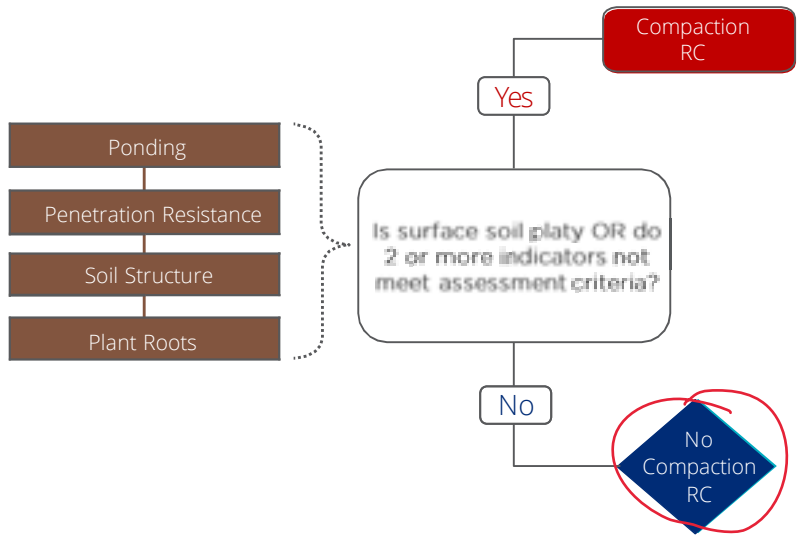 Compaction
RC
Yes
Ponding
Penetration Resistance
Soil Structure
Plant Roots
Is surface soil platy OR do
2 or more indicators not
meet assessment criteria?
No
No
Compaction
RC